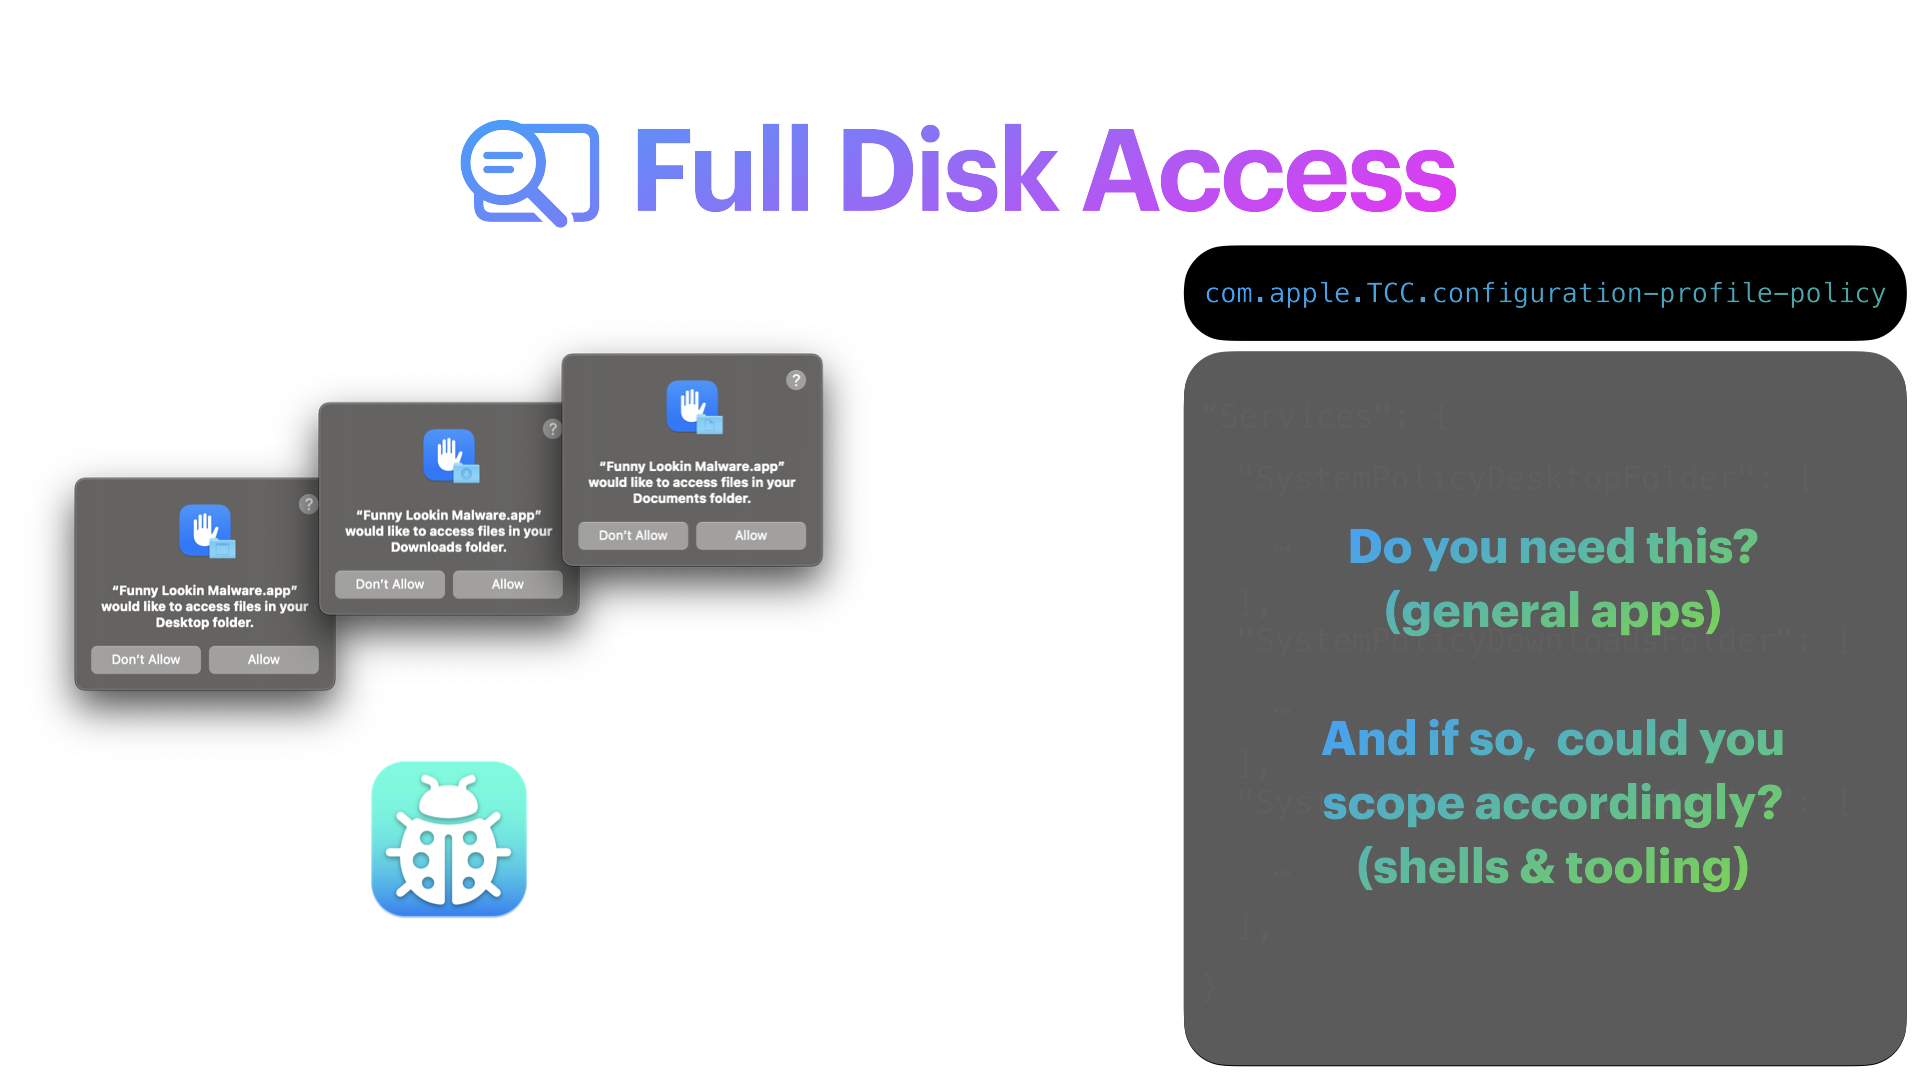 Full Disk Access
com.apple.TCC.configuration-profile-policy
?
“Funny Lookin Malware.app”
would like to access files in your
Desktop folder.
Don’t Allow
Allow
?
“Funny Lookin Malware.app”
would like to access files in your
Downloads folder.
Don’t Allow
Allow
?
“Funny Lookin Malware.app”
would like to access files in your
Documents folder.
Don’t Allow
Allow
“Services": {
"SystemPolicyDesktopFolder": [
…
],
"SystemPolicyDownloadsFolder": [
…
],
…
],
}
Do you need this?
(general apps)
And if so, could you
scope accordingly?
(shells & tooling)